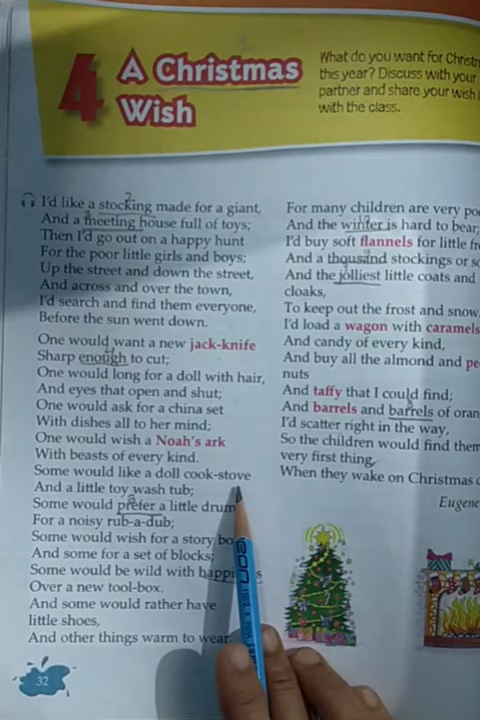 4 A Christmas
Wish
What do you want for
this year? Discuss with your
partner and share your wish
with the class.
I'd like a stocking made for a giant,
And a meeting house full of toys;
Then I'd go out on a happy hunt
For the poor little girls and boys;
Up the street and down the street,
And across and over the town,
I'd search and find them everyone,
Before the sun went down.
One would want a new jack-knife
Sharp enough to cut;
One would long for a doll with hair,
And eyes that open and shut;
One would ask for a china set
With dishes all to her mind;
One would wish a Noah's ark
With beasts of every kind.
Some would like a doll cook-stove
And a little toy wash tub;
Some would prefer a little drum
For a noisy rub-a-dub;
Some would wish for a story
And some for a set of blocks;
Some would be wild with
Over a new tool-box.
And some would rather have
little shoes,
And other things warm to wear.
For many children are very
And the winter is hard to bear;
I'd buy soft flannels for little
And a thousand stockings or
And the jolliest little coats and
cloaks,
To keep out the frost and snow
I'd load a wagon with caramels
And candy of every kind,
And buy all the almond and
nuts
And taffy that I could find;
And barrels and barrels of
I'd scatter right in the way,
So the children would find them
very first thing,
When they wake on Christmas
Eugene
32